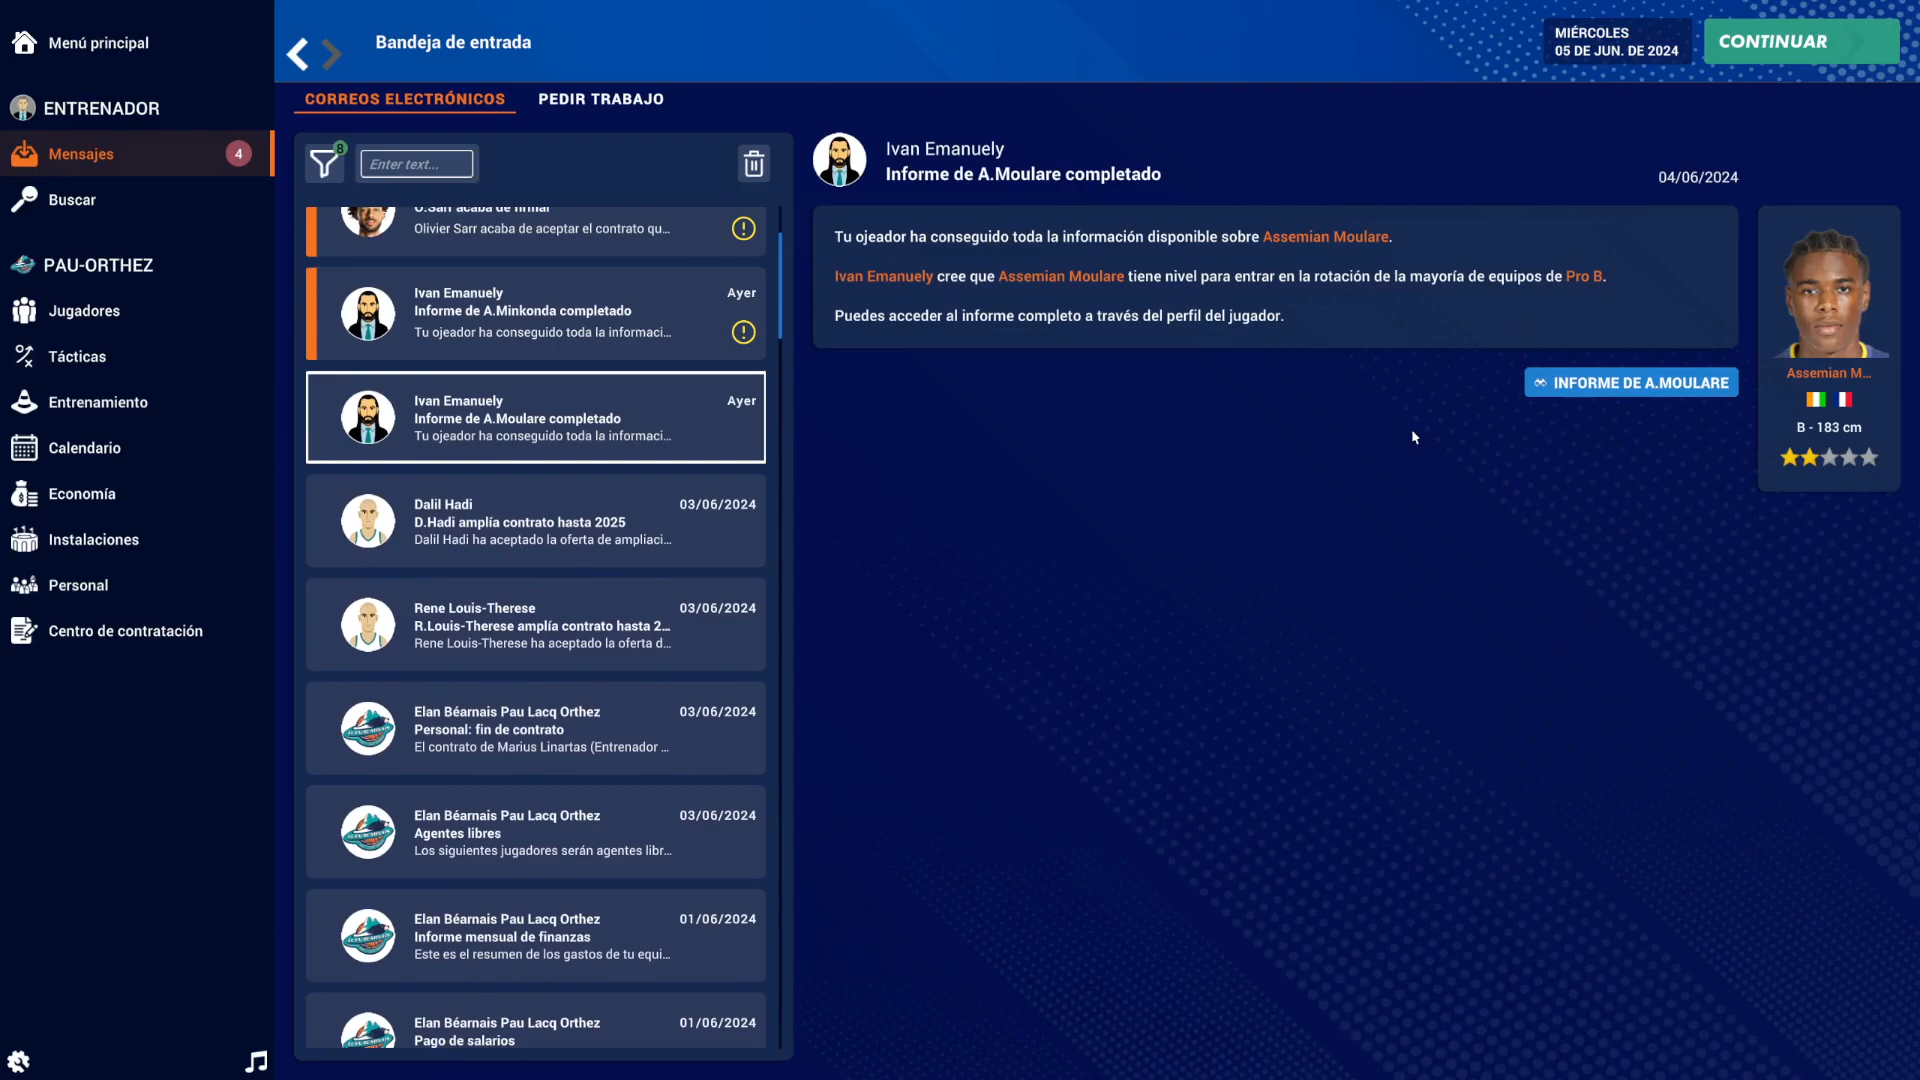 Menú principal
ENTRENADOR
Mensajes
4
Buscar
PAU-ORTHEZ
Jugadores
Tácticas
Entrenamiento
Calendario
Economía
Instalaciones
Personal
Centro de contratación
Bandeja de entrada
MIÉRCOLES
05 DE JUN. DE 2024
CONTINUAR
CORREOS ELECTRÓNICOS
PEDIR TRABAJO
8
Enter text...
O.Sarr acaba de firmar
Olivier Sarr acaba de aceptar el contrato qu...
Ivan Emanuely
Ayer
Informe de A.Minkonda completado
Tu ojeador ha conseguido toda la informaci...
Ivan Emanuely
Ayer
Informe de A.Moulare completado
Tu ojeador ha conseguido toda la informaci...
Dalil Hadi
03/06/2024
D.Hadi amplía contrato hasta 2025
Dalil Hadi ha aceptado la oferta de ampliaci...
Rene Louis-Therese
03/06/2024
R.Louis-Therese amplía contrato hasta 2...
Rene Louis-Therese ha aceptado la oferta d...
Elan Béarnais Pau Lacq Orthez
03/06/2024
Personal: fin de contrato
El contrato de Marius Linartas (Entrenador ...
Elan Béarnais Pau Lacq Orthez
03/06/2024
Agentes libres
Los siguientes jugadores serán agentes libr...
Elan Béarnais Pau Lacq Orthez
01/06/2024
Informe mensual de finanzas
Este es el resumen de los gastos de tu equi...
Elan Béarnais Pau Lacq Orthez
01/06/2024
Pago de salarios
Ivan Emanuely
Informe de A.Moulare completado
04/06/2024
Tu ojeador ha conseguido toda la información disponible sobre Assemian Moulare.
Ivan Emanuely cree que Assemian Moulare tiene nivel para entrar en la rotación de la mayoría de equipos de Pro B.
Puedes acceder al informe completo a través del perfil del jugador.
INFORME DE A.MOULARE
Assemian M...
B - 183 cm